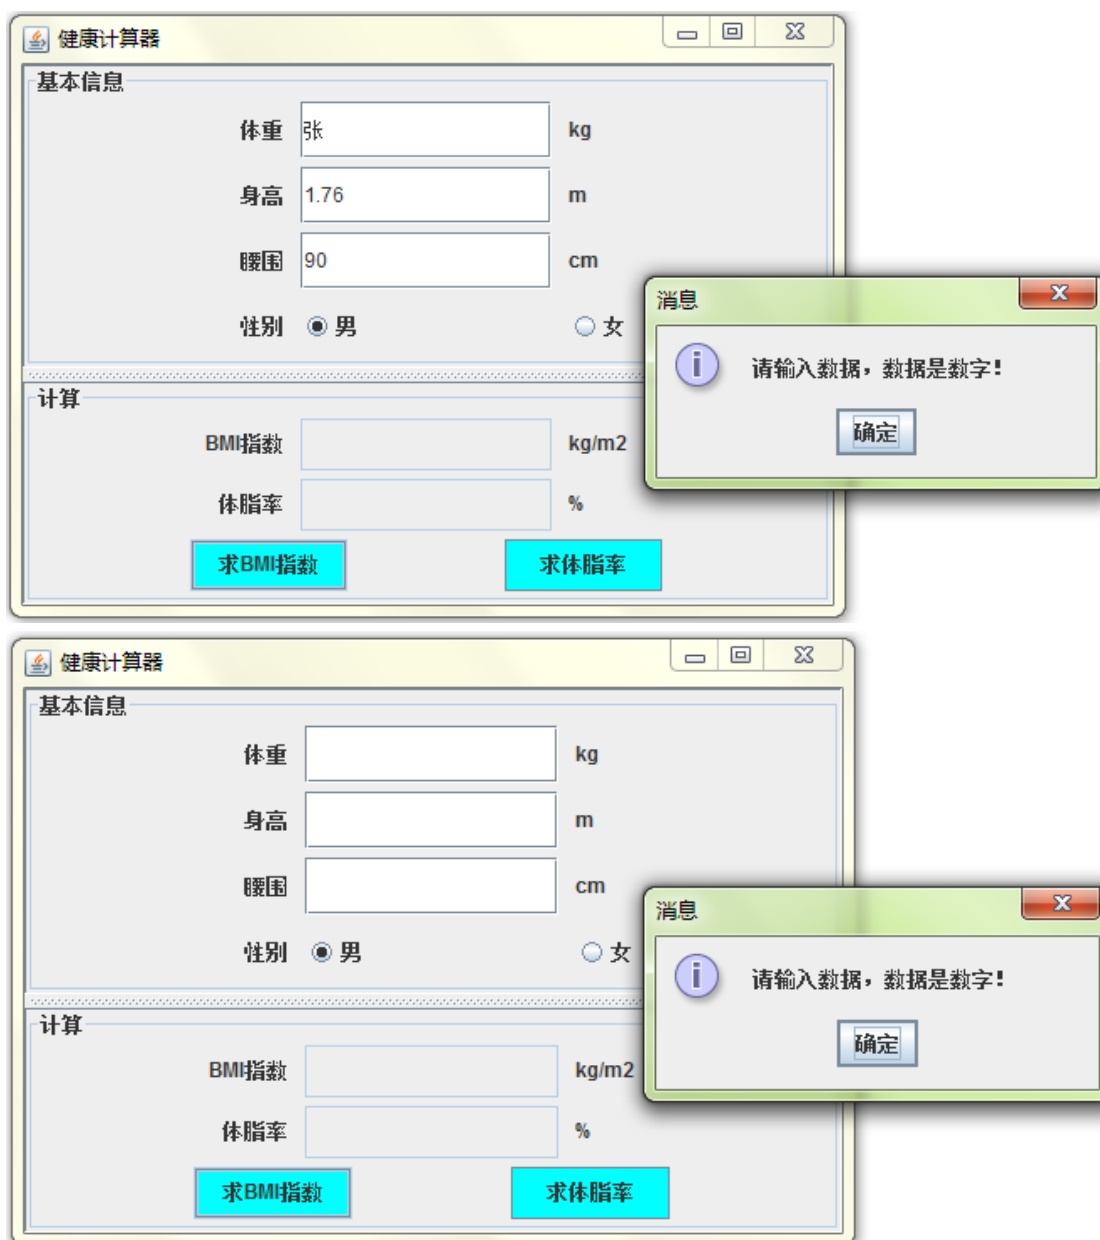 健康计算器
基本信息
体重 张 kg
身高 1.76 m
腰围 90 cm
性别 男 女
消息
请输入数据，数据是数字!
确定
计算
BMI指数 kg/m2
体脂率 %
求BMI指数 求体脂率
健康计算器
基本信息
体重 kg
身高 m
腰围 cm
性别 男 女
消息
请输入数据，数据是数字!
确定
计算
BMI指数 kg/m2
体脂率 %
求BMI指数 求体脂率